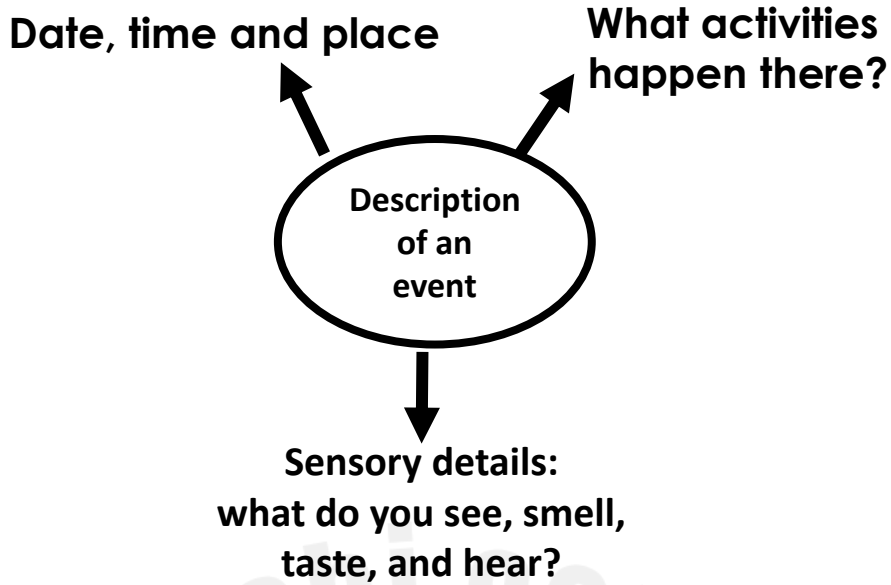 Date, time and place
What activities
happen there?
Description
of an
event
Sensory details:
what do you see, smell,
taste, and hear?